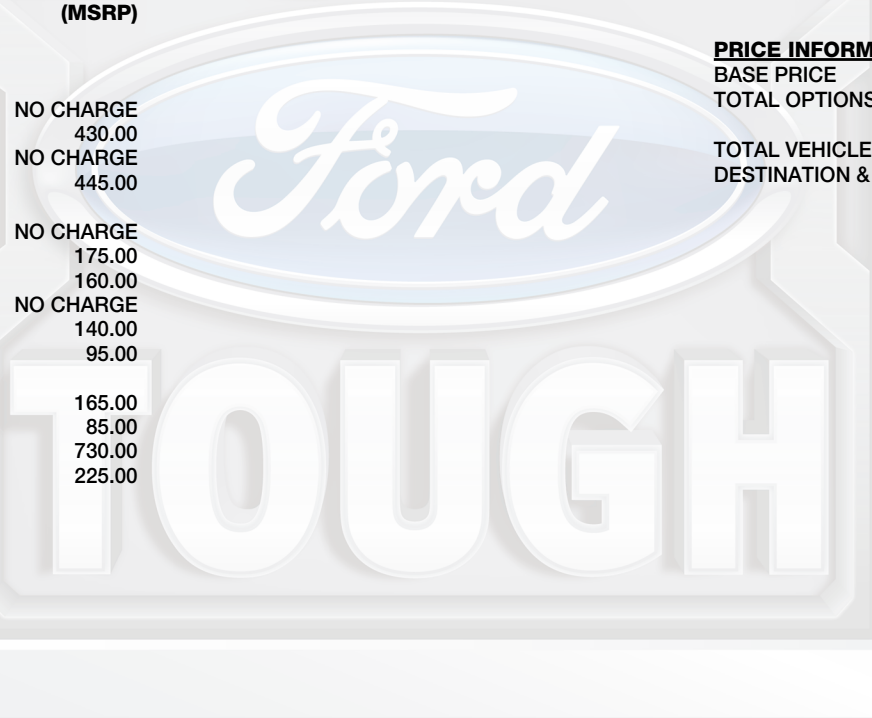 (MSRP)
NO CHARGE
430.00
NO CHARGE
445.00
NO CHARGE
175.00
160.00
NO CHARGE
140.00
95.00
165.00
85.00
730.00
225.00
PRICE INFORM
BASE PRICE
TOTAL OPTIONS
TOTAL VEHICLE
DESTINATION &
Ford
TOUGH